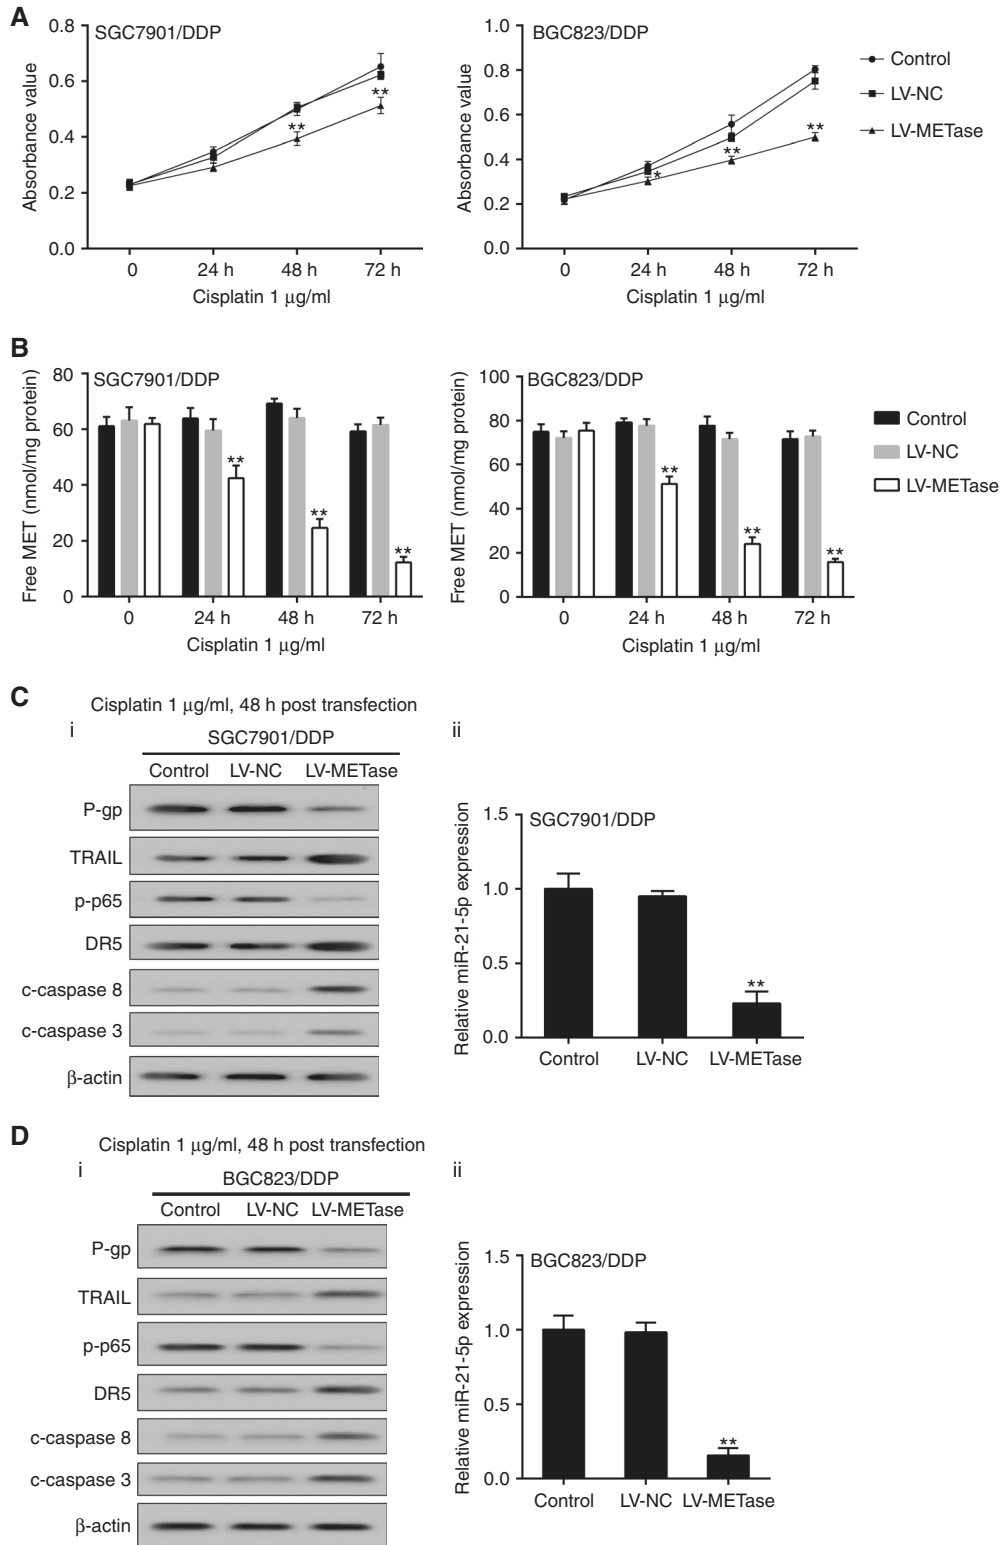 A
SGC7901/DDP
Absorbance value
0.8
0.6
0.4
0.2
0.0
**
**
0 24 h 48 h 72 h
Cisplatin 1 μg/ml
BGC823/DDP
Absorbance value
1.0
0.8
0.6
0.4
0.2
0.0
*
**
**
0 24 h 48 h 72 h
Cisplatin 1 μg/ml
Control
LV-NC
LV-METase
B
SGC7901/DDP
Free MET (nmol/mg protein)
80
60
40
20
0
**
**
**
0 24 h 48 h 72 h
Cisplatin 1 μg/ml
BGC823/DDP
Free MET (nmol/mg protein)
100
80
60
40
20
0
**
**
**
0 24 h 48 h 72 h
Cisplatin 1 μg/ml
Control
LV-NC
LV-METase
C
Cisplatin 1 μg/ml, 48 h post transfection
i
SGC7901/DDP
Control LV-NC LV-METase
P-gp
TRAIL
p-p65
DR5
c-caspase 8
c-caspase 3
β-actin
ii
SGC7901/DDP
Relative miR-21-5p expression
1.5
1.0
0.5
0.0
**
Control LV-NC LV-METase
D
Cisplatin 1 μg/ml, 48 h post transfection
i
BGC823/DDP
Control LV-NC LV-METase
P-gp
TRAIL
p-p65
DR5
c-caspase 8
c-caspase 3
β-actin
ii
BGC823/DDP
Relative miR-21-5p expression
1.5
1.0
0.5
0.0
**
Control LV-NC LV-METase